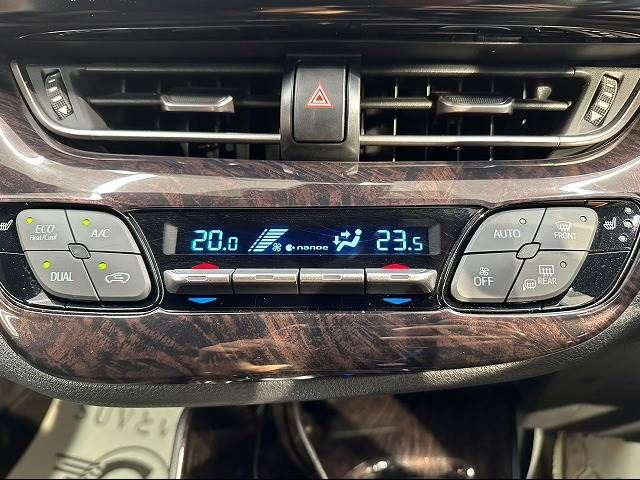 ECO
Heat/Cool
A/C
DUAL
20.0
nanoe
23.5
AUTO
FRONT
OFF
REAR